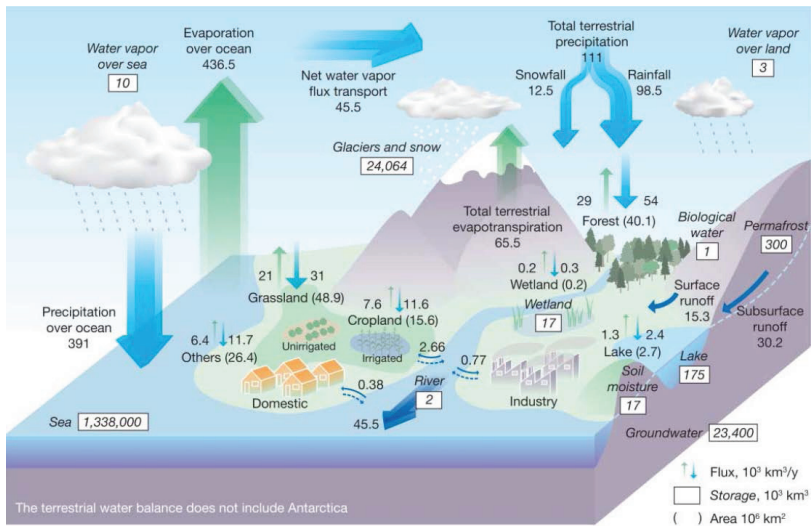 Water vapor
over sea
10
Evaporation
over ocean
436.5
Net water vapor
flux transport
45.5
Total terrestrial
precipitation
111
Snowfall
12.5
Rainfall
98.5
Water vapor
over land
3
Glaciers and snow
24,064
Total terrestrial
evapotranspiration
65.5
29
54
Forest (40.1)
Biological
water
1
Permafrost
300
Precipitation
over ocean
391
21
31
Grassland (48.9)
7.6
11.6
Cropland (15.6)
0.2
0.3
Wetland (0.2)
Wetland
17
Surface
runoff
15.3
Subsurface
runoff
30.2
6.4
11.7
Others (26.4)
Unirrigated
Irrigated
2.66
0.77
1.3
2.4
Lake (2.7)
Lake
175
Soil
moisture
17
Domestic
0.38
River
2
Industry
45.5
Sea 1,338,000
Groundwater 23,400
Flux, 10³ km³/y
Storage, 10³ km³
( ) Area 10⁶ km²
The terrestrial water balance does not include Antarctica